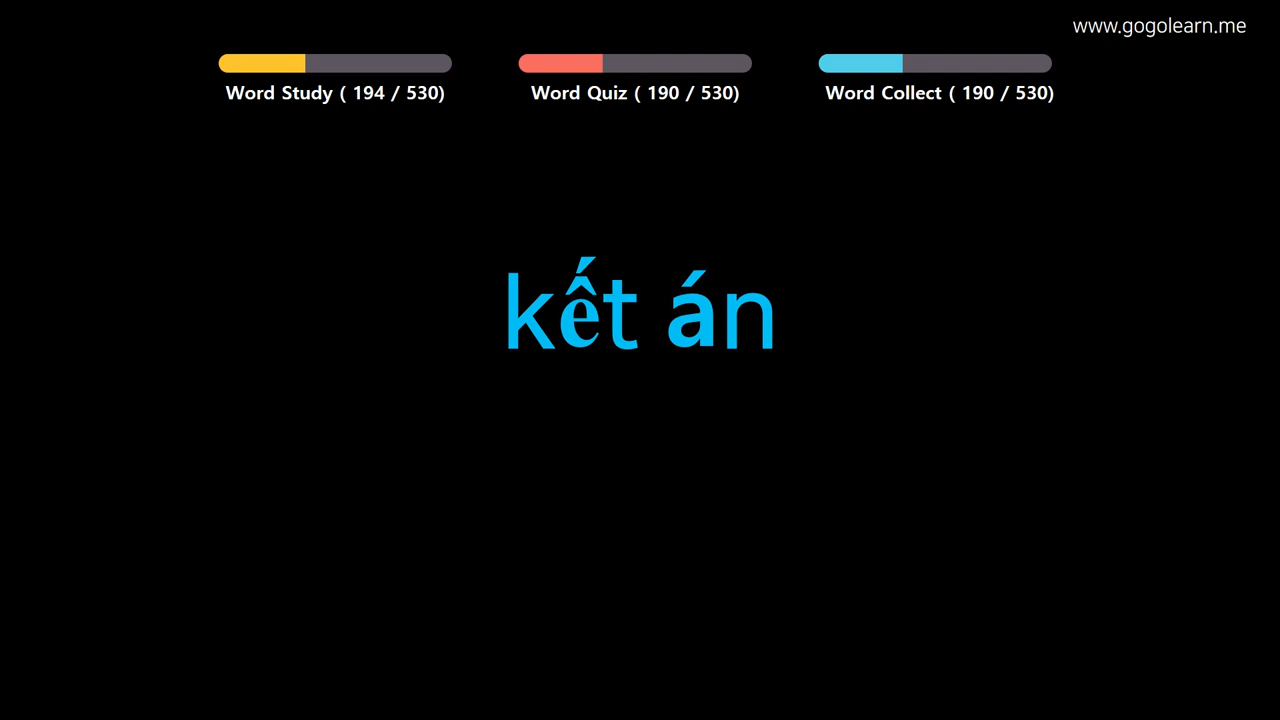 www.gogolearn.me
Word Study ( 194 / 530)
Word Quiz ( 190 / 530)
Word Collect ( 190 / 530)
kết án